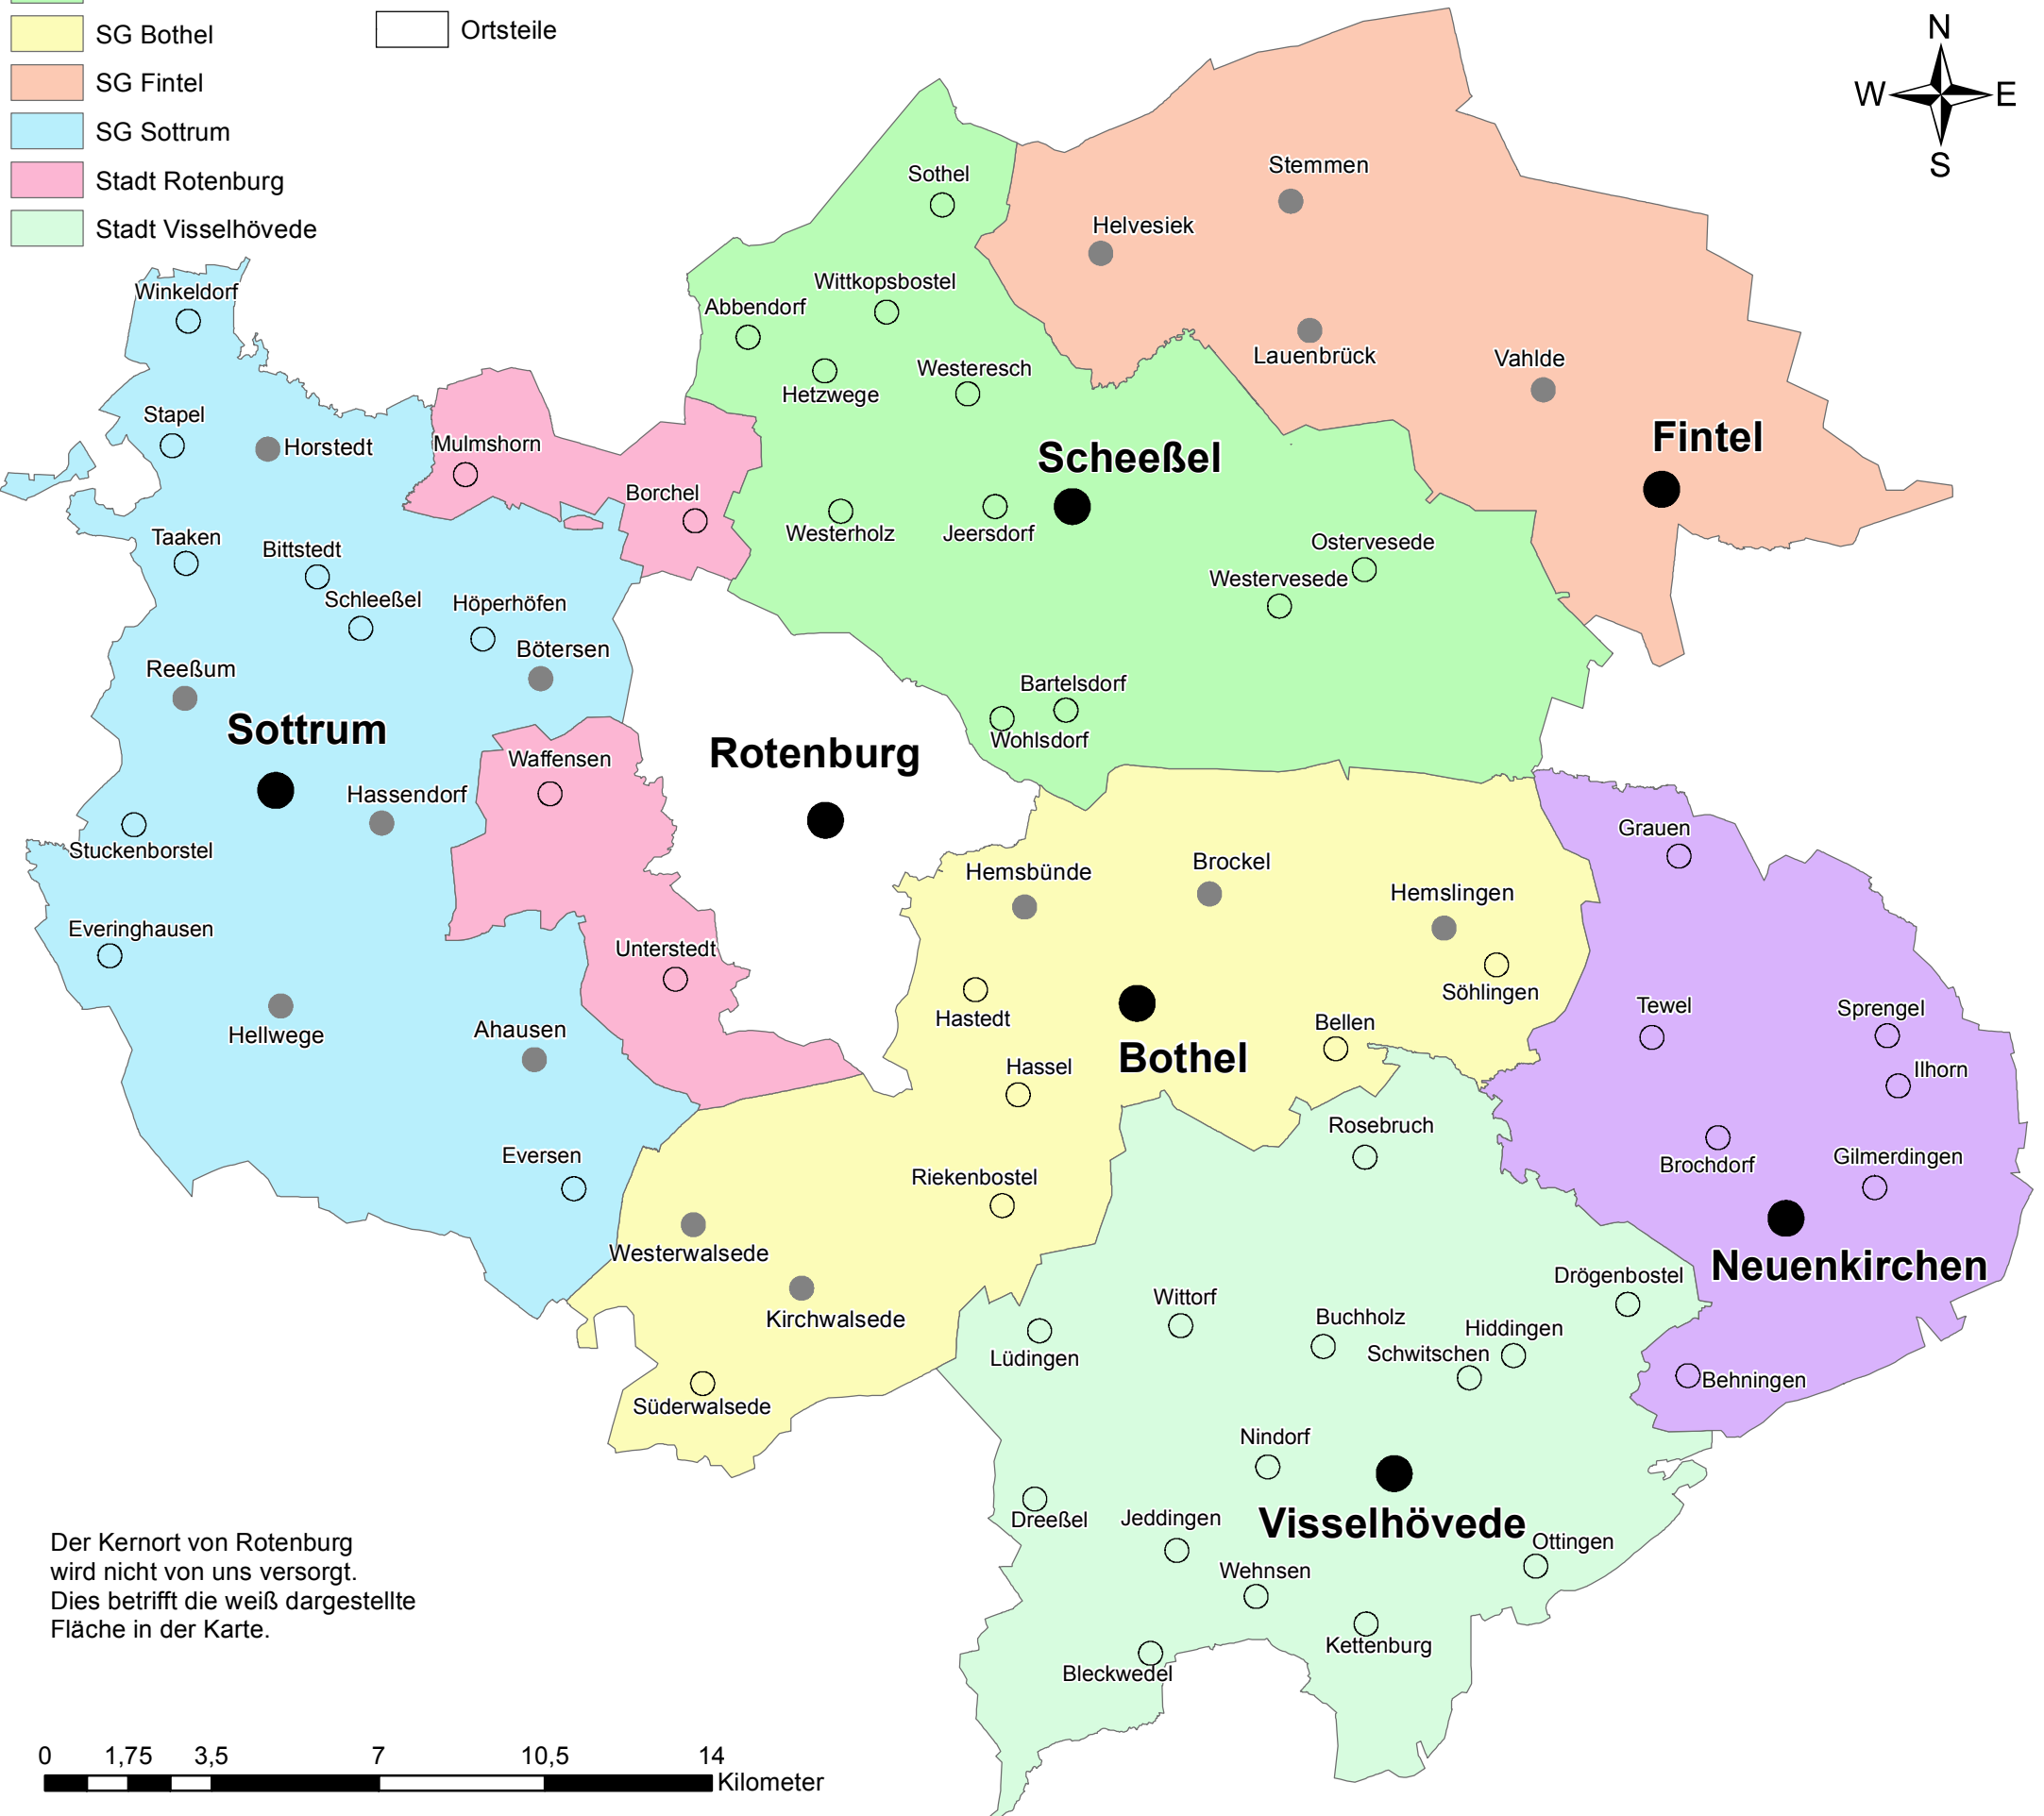 SG Bothel
Ortsteile
SG Fintel
SG Sottrum
Stadt Rotenburg
Stadt Visselhövede
N
W
E
S
Stemmen
Sothel
Helvesiek
Wittkopsbostel
Winkeldorf
Abbendorf
Lauenbrück
Vahlde
Westeresch
Hetzwege
Stapel
Horstedt
Mulmshorn
Scheeßel
Fintel
Borchel
Westerholz
Jeersdorf
Taaken
Bittstedt
Ostervesede
Westervesede
Schleeßel
Höperhöfen
Bötersen
Reeßum
Bartelsdorf
Wohlsdorf
Sottrum
Rotenburg
Waffensen
Hassendorf
Stuckenborstel
Grauen
Hemsbünde
Brockel
Hemslingen
Everinghausen
Unterstedt
Söhlingen
Hastedt
Tewel
Sprengel
Hellwege
Ahausen
Bellen
Bothel
Hassel
Ilhorn
Rosebruch
Eversen
Brochdorf
Gilmerdingen
Riekenbostel
Westerwalsede
Neuenkirchen
Drögenbostel
Kirchwalsede
Wittorf
Buchholz
Hiddingen
Lüdingen
Schwitschen
Behningen
Süderwalsede
Nindorf
Dreeßel
Jeddingen
Visselhövede
Ottingen
Wehnsen
Kettenburg
Bleckwedel
Der Kernort von Rotenburg
wird nicht von uns versorgt.
Dies betrifft die weiß dargestellte
Fläche in der Karte.
0 1,75 3,5 7 10,5 14
Kilometer